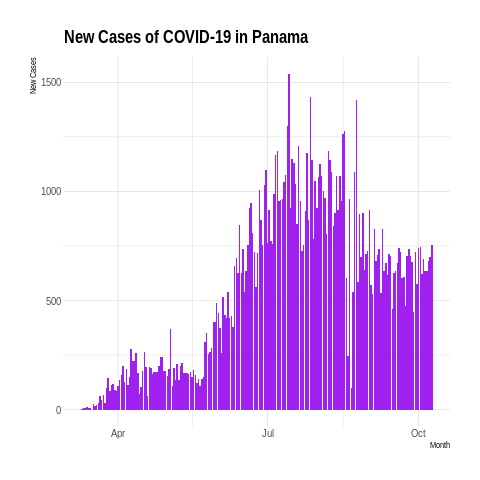 New Cases of COVID-19 in Panama
New Cases
1500
1000
500
0
Apr
Jul
Oct
Month